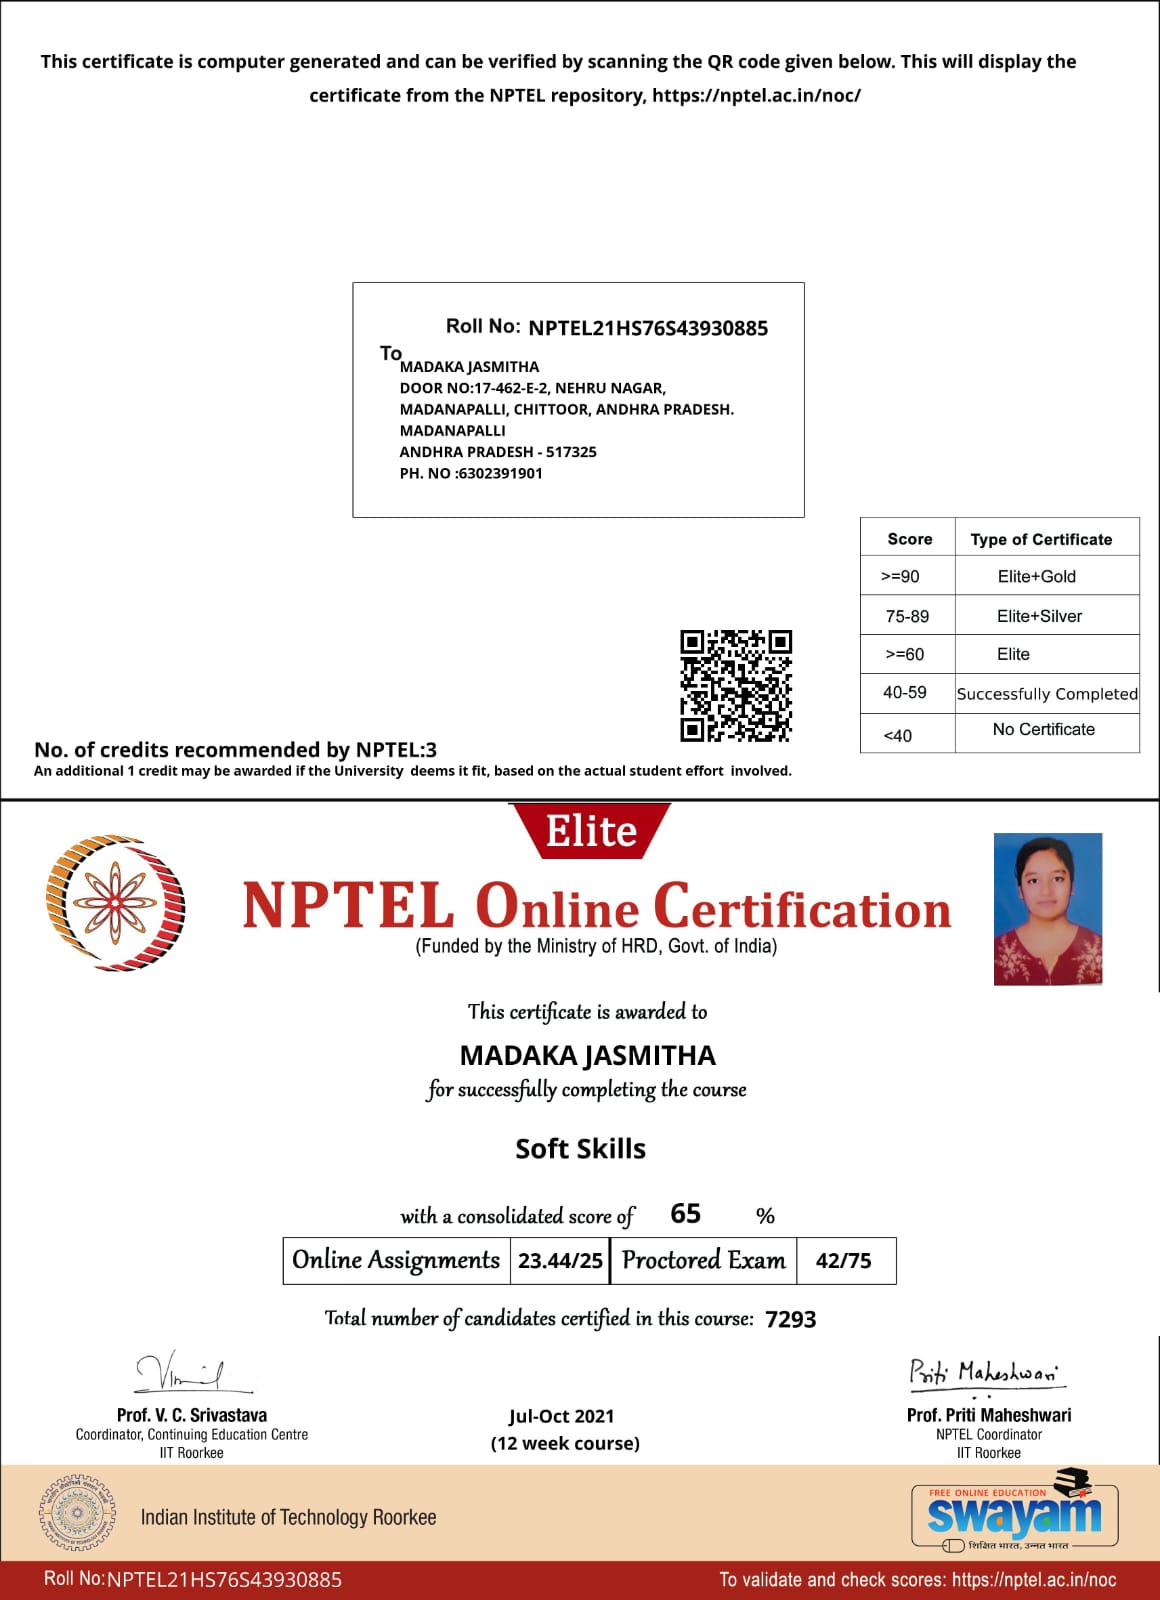 This certificate is computer generated and can be verified by scanning the QR code given below. This will display the
certificate from the NPTEL repository, https://nptel.ac.in/noc/
Roll No: NPTEL21HS76S43930885
To
MADAKA JASMITHA
DOOR NO:17-462-E-2, NEHRU NAGAR,
MADANAPALLI, CHITTOOR, ANDHRA PRADESH.
MADANAPALLI
ANDHRA PRADESH - 517325
PH. NO :6302391901
Score Type of Certificate
>=90 Elite+Gold
75-89 Elite+Silver
>=60 Elite
40-59 Successfully Completed
<40 No Certificate
No. of credits recommended by NPTEL:3
An additional 1 credit may be awarded if the University deems it fit, based on the actual student effort involved.
Elite
NPTEL Online Certification
(Funded by the Ministry of HRD, Govt. of India)
This certificate is awarded to
MADAKA JASMITHA
for successfully completing the course
Soft Skills
with a consolidated score of 65 %
Online Assignments 23.44/25 Proctored Exam 42/75
Total number of candidates certified in this course: 7293
Priti Maheshwari
Prof. V. C. Srivastava
Coordinator, Continuing Education Centre
IIT Roorkee
Jul-Oct 2021
(12 week course)
Prof. Priti Maheshwari
NPTEL Coordinator
IIT Roorkee
Indian Institute of Technology Roorkee
FREE ONLINE EDUCATION
swayam
शिक्षित भारत, उन्नत भारत
Roll No:NPTEL21HS76S43930885
To validate and check scores: https://nptel.ac.in/noc